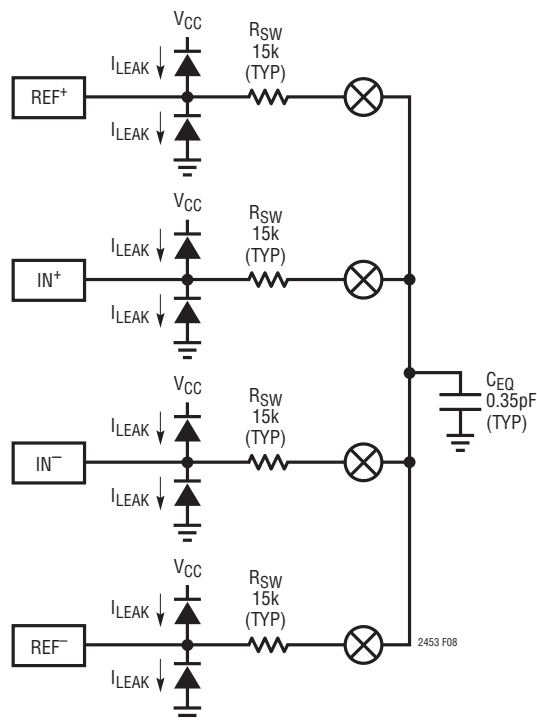 VCC
ILEAK
RSW
15k
(TYP)
REF+
ILEAK
VCC
ILEAK
RSW
15k
(TYP)
IN+
ILEAK
VCC
ILEAK
RSW
15k
(TYP)
IN−
ILEAK
CEQ
0.35pF
(TYP)
VCC
ILEAK
RSW
15k
(TYP)
REF−
ILEAK
2453 F08